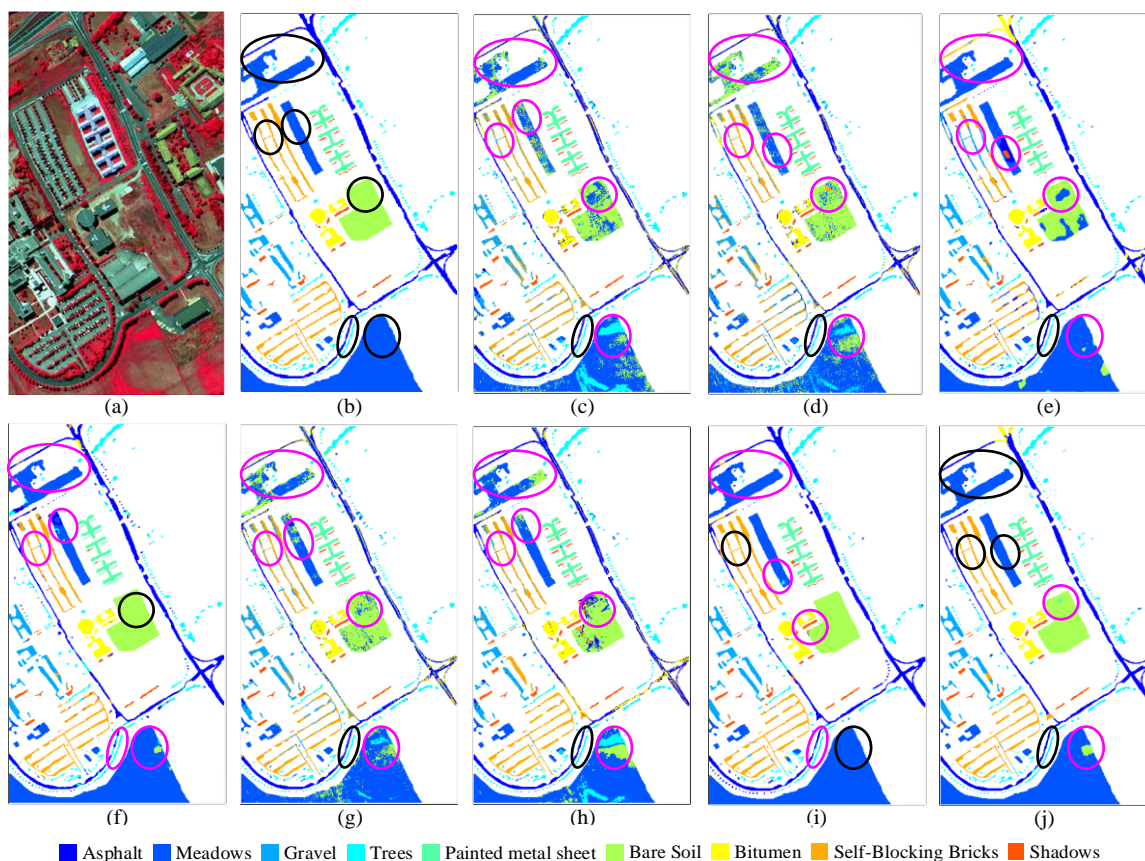 (a) (b) (c) (d) (e)
(f) (g) (h) (i) (j)
Asphalt Meadows Gravel Trees Painted metal sheet Bare Soil Bitumen Self-Blocking Bricks Shadows